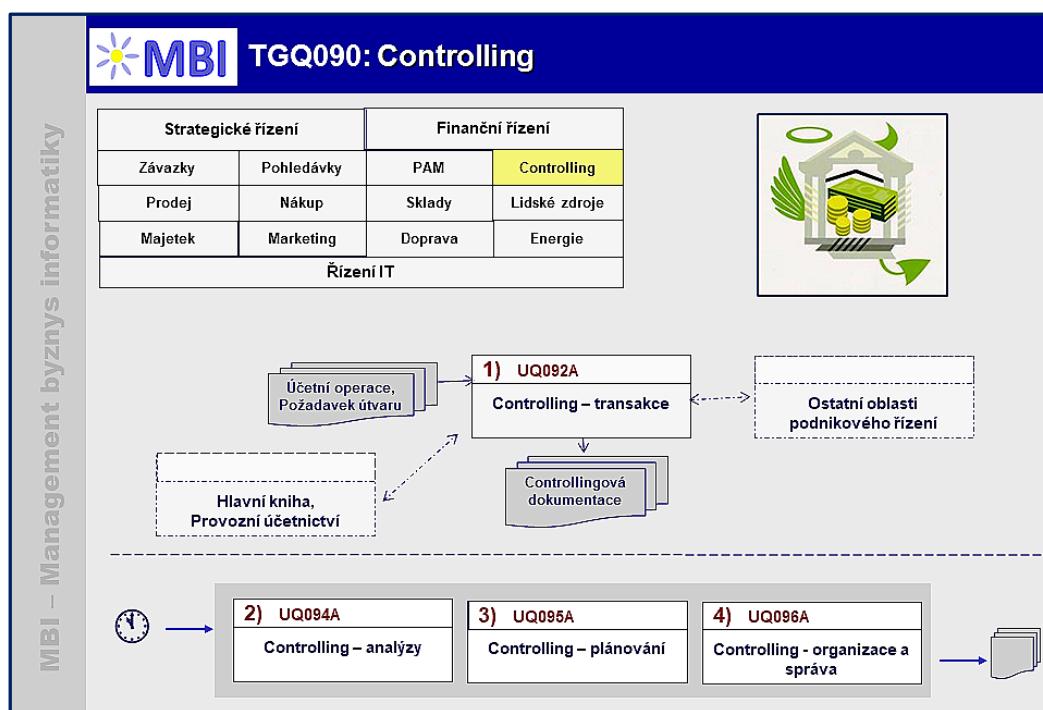 MBI
TGQ090: Controlling
MBI – Management byznys informatiky
Strategické řízení
Finanční řízení
Závazky
Pohledávky
PAM
Controlling
Prodej
Nákup
Sklady
Lidské zdroje
Majetek
Marketing
Doprava
Energie
Řízení IT
Účetní operace,
Požadavek útvaru
1) UQ092A
Controlling – transakce
Ostatní oblasti
podnikového řízení
Hlavní kniha,
Provozní účetnictví
Controllingová
dokumentace
2) UQ094A
Controlling – analýzy
3) UQ095A
Controlling – plánování
4) UQ096A
Controlling - organizace a
správa